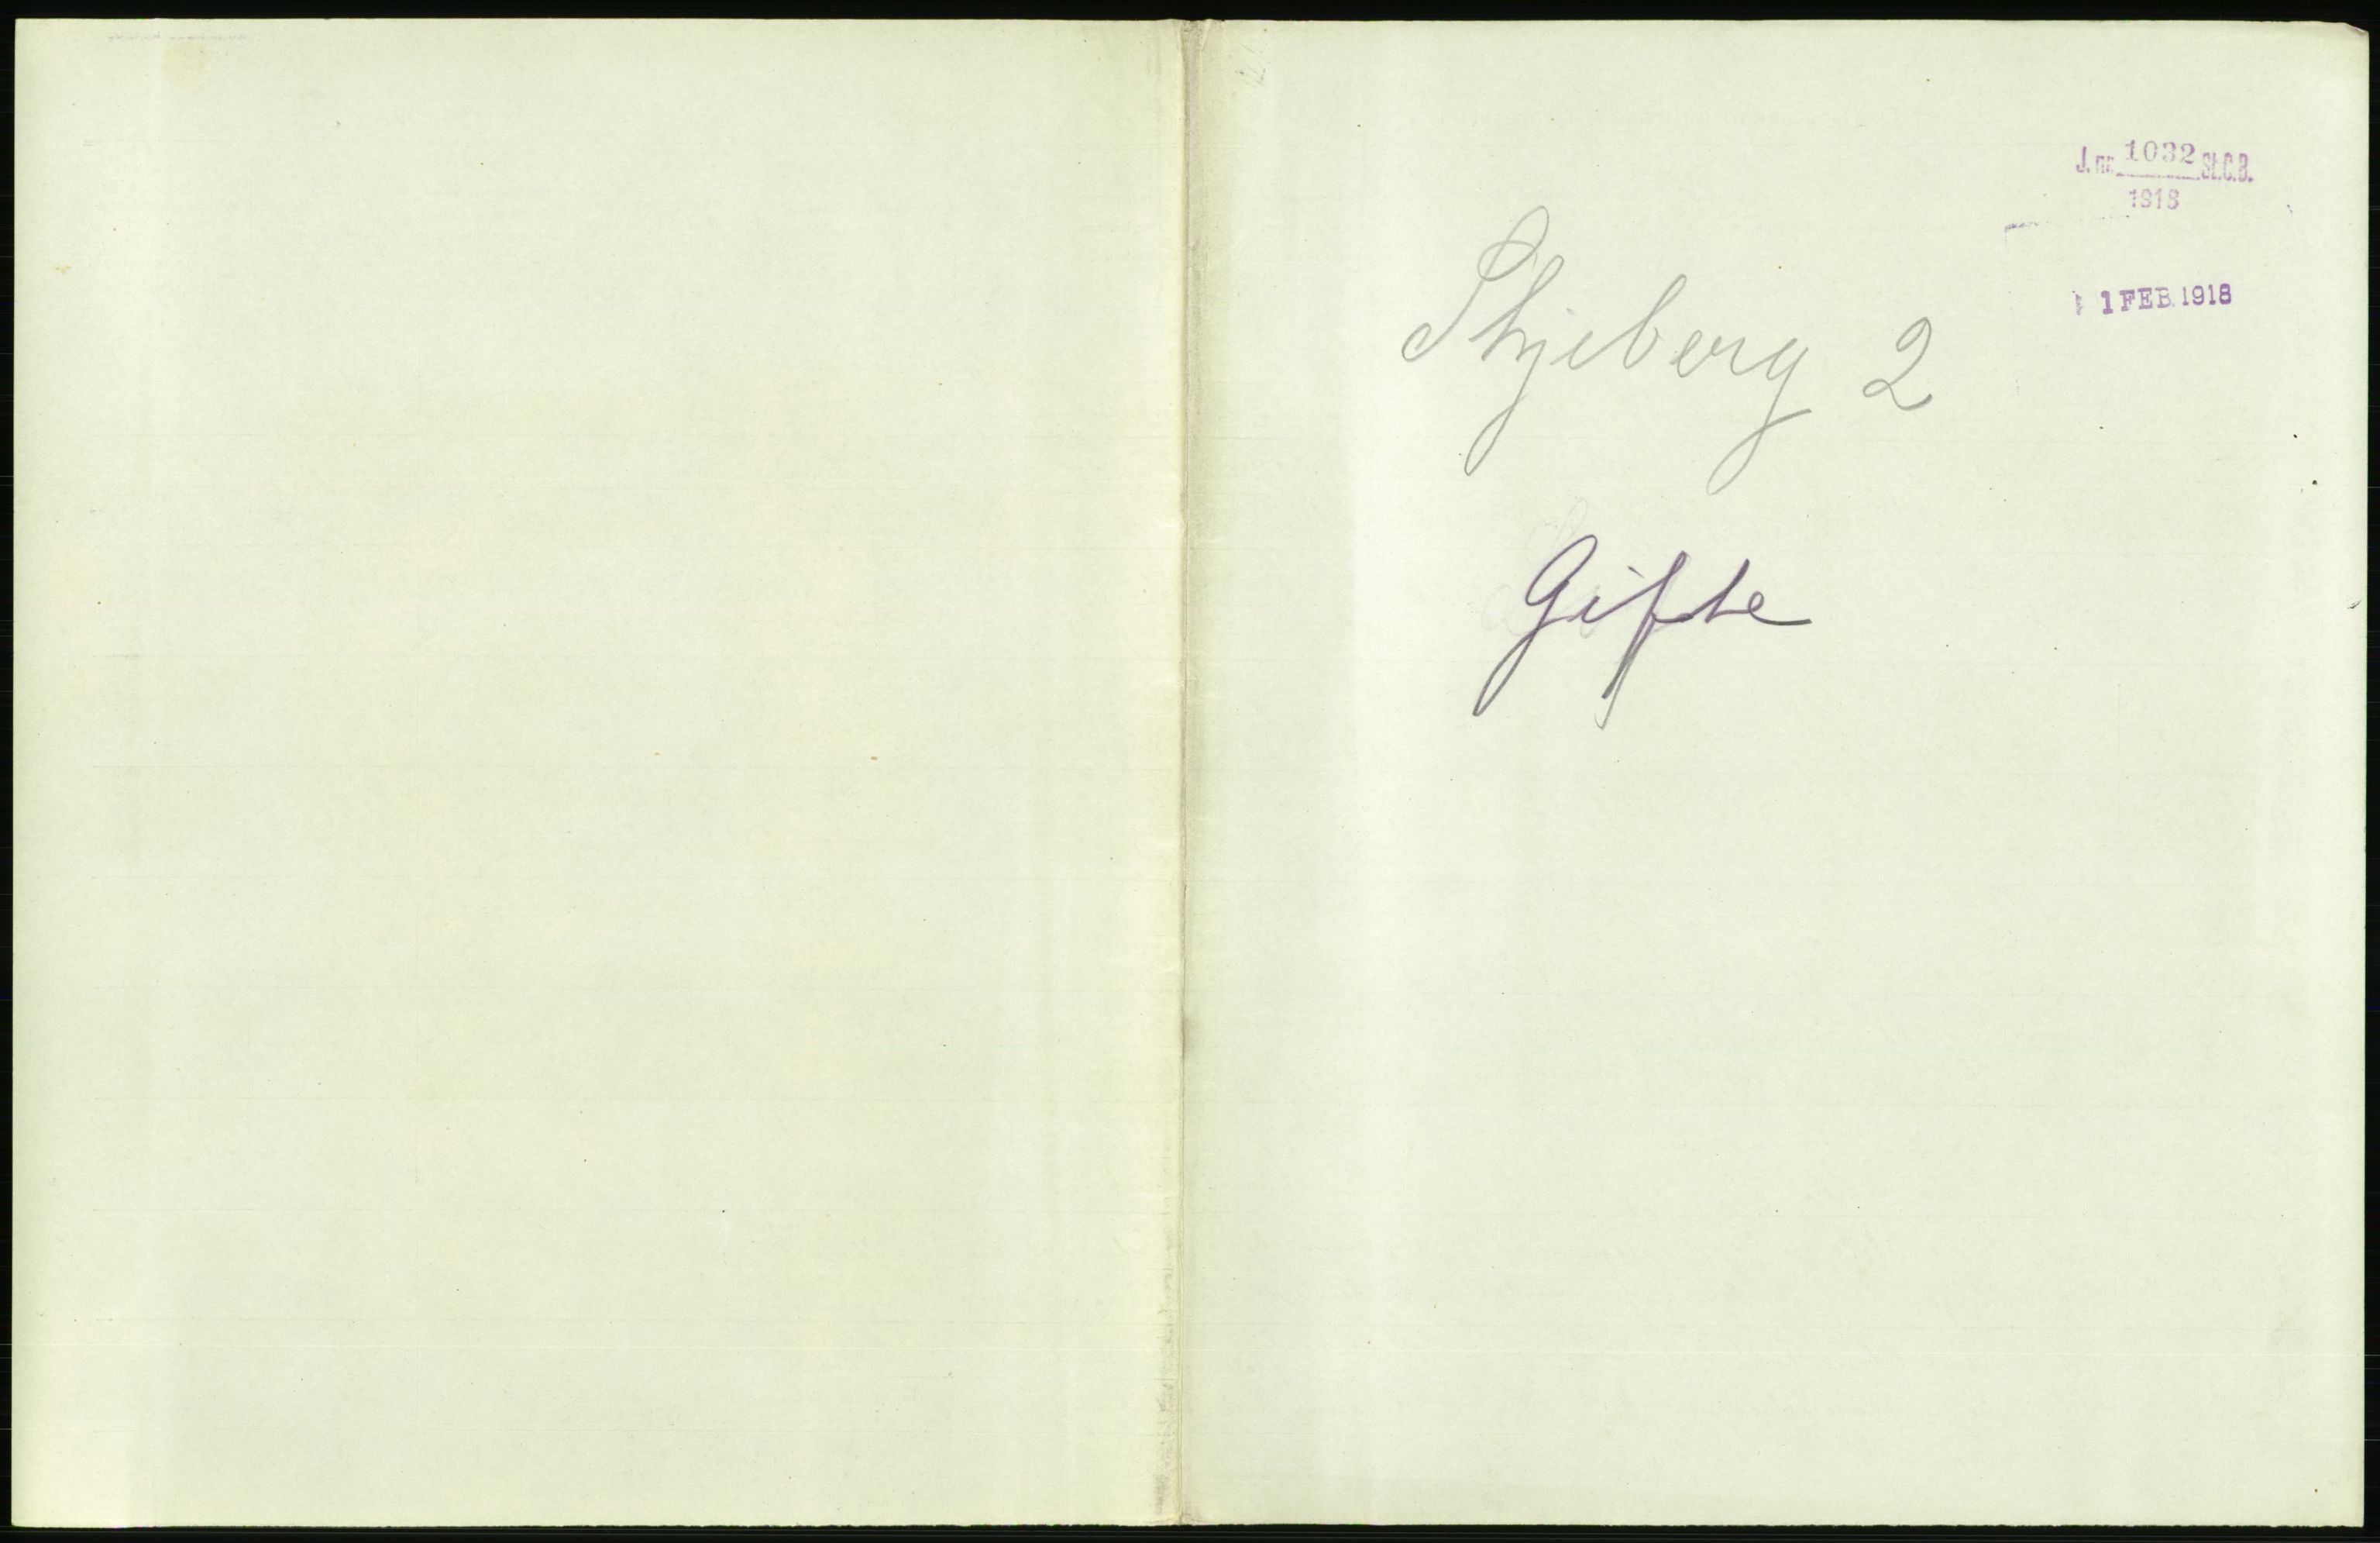 J. nr. 1032 St.C.B.
1918
1 FEB. 1918
Skjeberg 2
Gifte